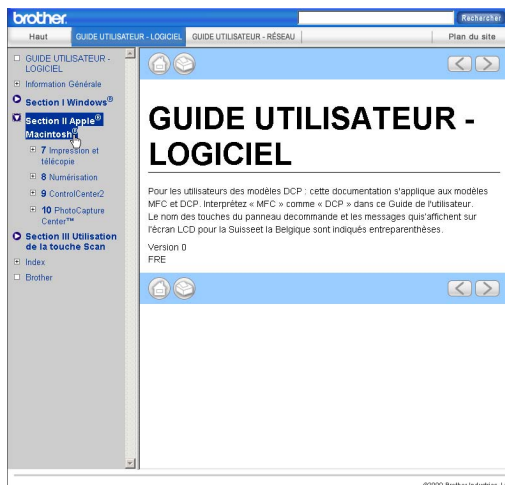 brother
Rechercher
Haut
GUIDE UTILISATEUR - LOGICIEL
GUIDE UTILISATEUR - RÉSEAU
Plan du site
GUIDE UTILISATEUR -
LOGICIEL
Information Générale
Section I Windows®
Section II Apple®
Macintosh®
7 Impression et
télécopie
8 Numérisation
9 ControlCenter2
10 PhotoCapture
Center™
Section III Utilisation
de la touche Scan
Index
Brother
GUIDE UTILISATEUR -
LOGICIEL
Pour les utilisateurs des modèles DCP : cette documentation s'applique aux modèles
MFC et DCP. Interprétez « MFC » comme « DCP » dans ce Guide de l'utilisateur.
Le nom des touches du panneau decommande et les messages quis'affichent sur
l'écran LCD pour la Suisseet la Belgique sont indiqués entreparenthèses.
Version 0
FRE